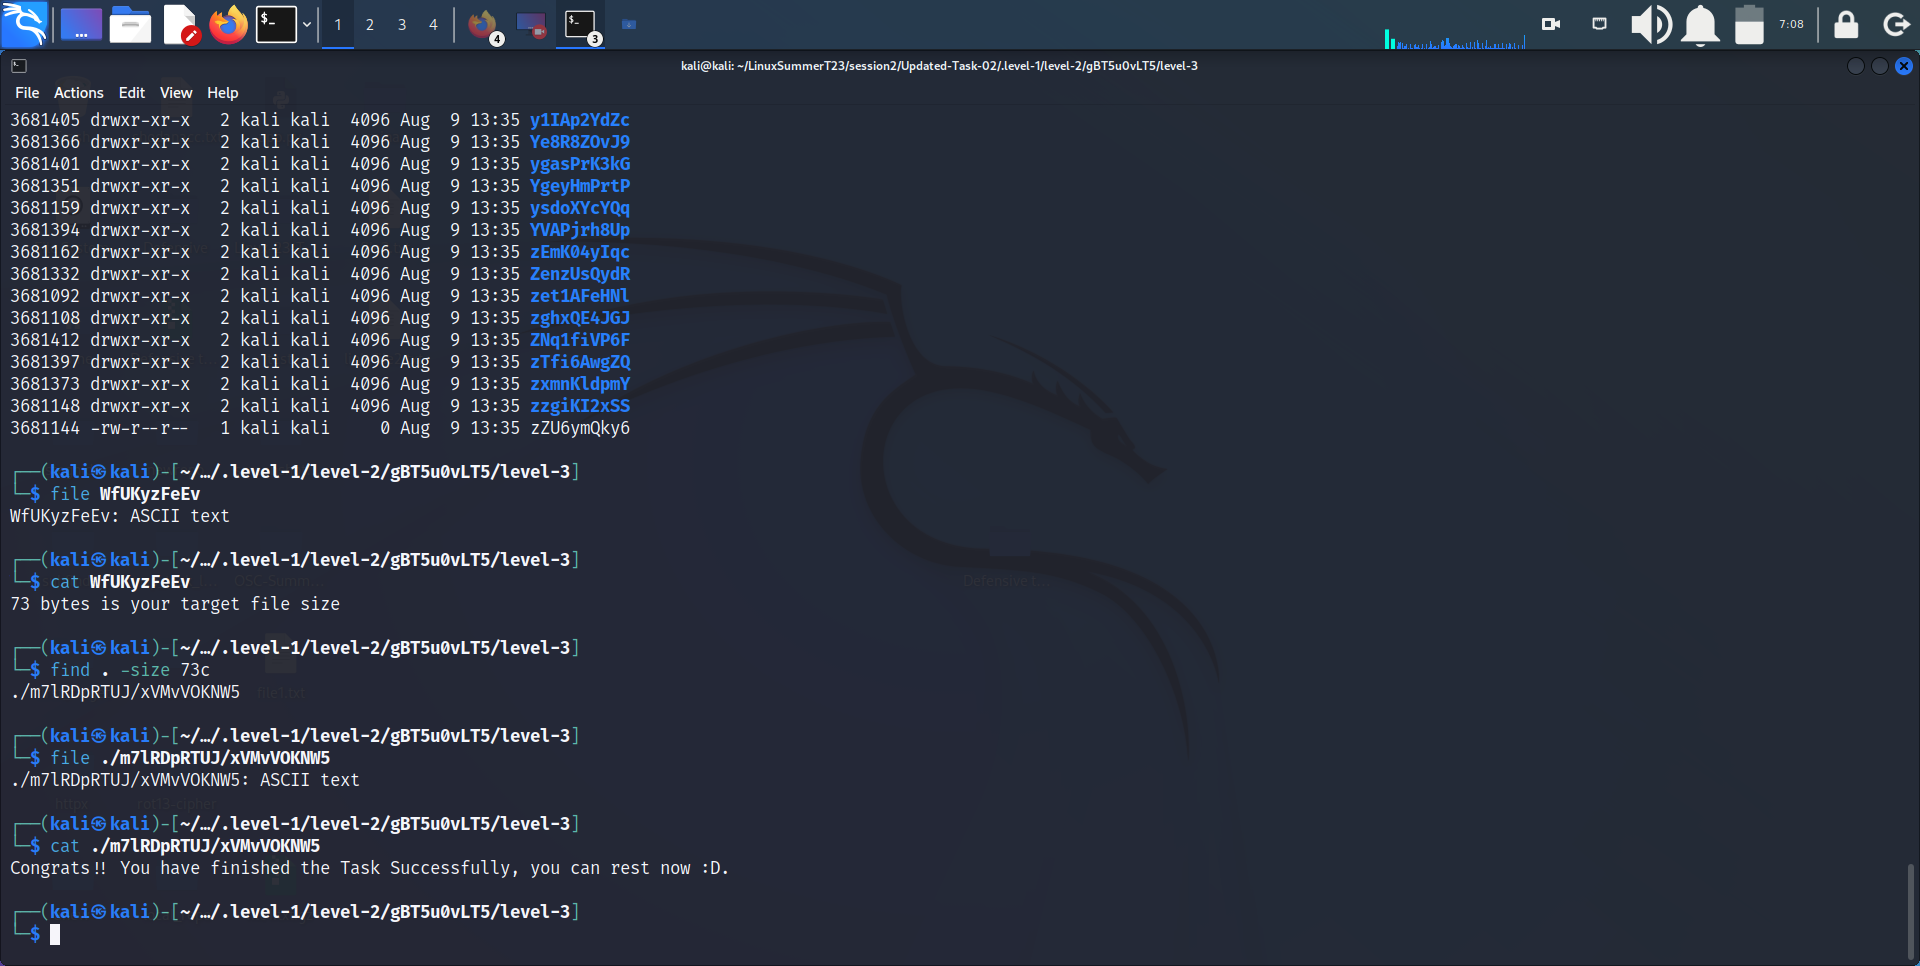 1 2 3 4 4 3 7:08
kali@kali: ~/LinuxSummerT23/session2/Updated-Task-02/.level-1/level-2/gBT5u0vLT5/level-3
File Actions Edit View Help
3681405 drwxr-xr-x 2 kali kali 4096 Aug 9 13:35 y1IAp2YdZc
3681366 drwxr-xr-x 2 kali kali 4096 Aug 9 13:35 Ye8R8ZOvJ9
3681401 drwxr-xr-x 2 kali kali 4096 Aug 9 13:35 ygasPrK3kG
3681351 drwxr-xr-x 2 kali kali 4096 Aug 9 13:35 YgeyHmPrtP
3681159 drwxr-xr-x 2 kali kali 4096 Aug 9 13:35 ysdoXYcYQq
3681394 drwxr-xr-x 2 kali kali 4096 Aug 9 13:35 YVAPjrh8Up
3681162 drwxr-xr-x 2 kali kali 4096 Aug 9 13:35 zEmK04yIqc
3681332 drwxr-xr-x 2 kali kali 4096 Aug 9 13:35 ZenzUsQydR
3681092 drwxr-xr-x 2 kali kali 4096 Aug 9 13:35 zet1AFeHNl
3681108 drwxr-xr-x 2 kali kali 4096 Aug 9 13:35 zghxQE4JGJ
3681412 drwxr-xr-x 2 kali kali 4096 Aug 9 13:35 ZNq1fiVP6F
3681397 drwxr-xr-x 2 kali kali 4096 Aug 9 13:35 zTfi6AwgZQ
3681373 drwxr-xr-x 2 kali kali 4096 Aug 9 13:35 zxmnKldpmY
3681148 drwxr-xr-x 2 kali kali 4096 Aug 9 13:35 zzgiKI2xSS
3681144 -rw-r--r-- 1 kali kali 0 Aug 9 13:35 zZU6ymQky6
┌──(kali㉿kali)-[~/…/.level-1/level-2/gBT5u0vLT5/level-3]
└─$ file WfUKyzFeEv
WfUKyzFeEv: ASCII text
┌──(kali㉿kali)-[~/…/.level-1/level-2/gBT5u0vLT5/level-3]
└─$ cat WfUKyzFeEv
73 bytes is your target file size
┌──(kali㉿kali)-[~/…/.level-1/level-2/gBT5u0vLT5/level-3]
└─$ find . -size 73c
./m7lRDpRTUJ/xVMvVOKNW5
┌──(kali㉿kali)-[~/…/.level-1/level-2/gBT5u0vLT5/level-3]
└─$ file ./m7lRDpRTUJ/xVMvVOKNW5
./m7lRDpRTUJ/xVMvVOKNW5: ASCII text
┌──(kali㉿kali)-[~/…/.level-1/level-2/gBT5u0vLT5/level-3]
└─$ cat ./m7lRDpRTUJ/xVMvVOKNW5
Congrats!! You have finished the Task Successfully, you can rest now :D.
┌──(kali㉿kali)-[~/…/.level-1/level-2/gBT5u0vLT5/level-3]
└─$